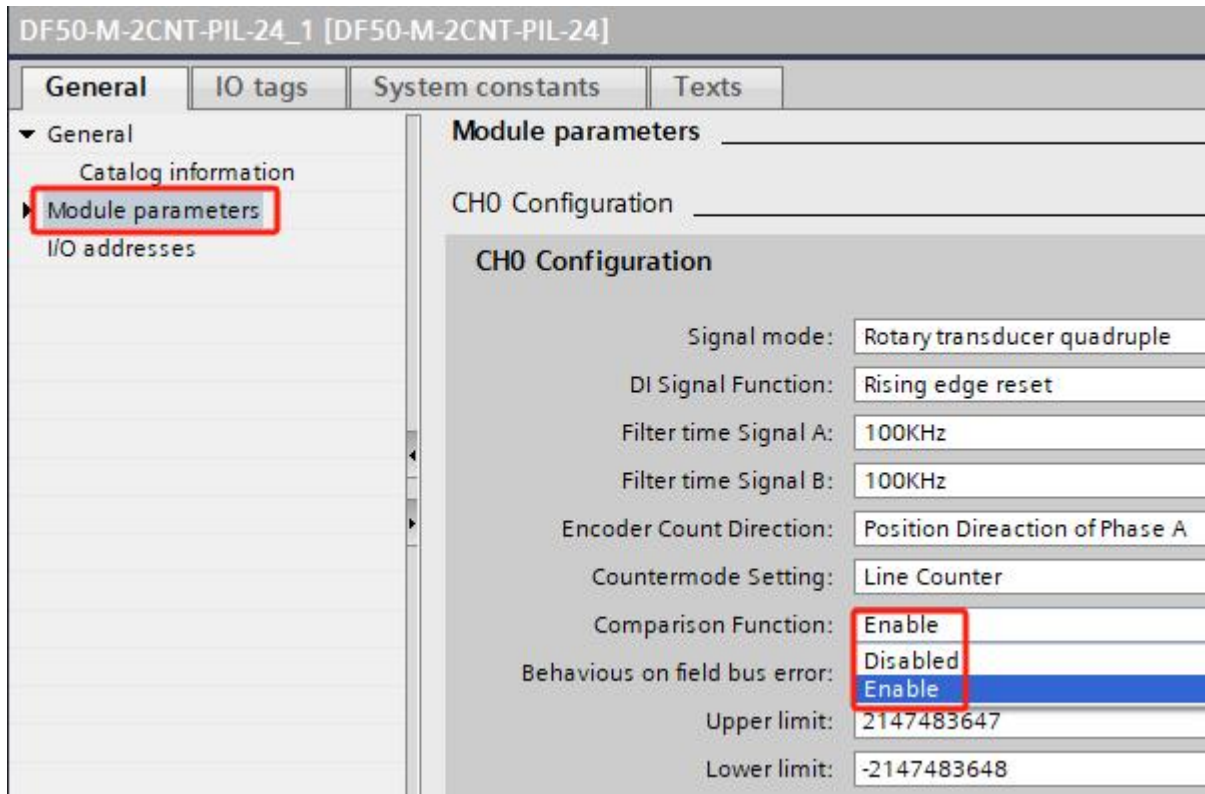 DF50-M-2CNT-PIL-24_1 [DF50-M-2CNT-PIL-24]
General IO tags System constants Texts
General
Catalog information
Module parameters
I/O addresses
Module parameters
CH0 Configuration
CH0 Configuration
Signal mode: Rotary transducer quadruple
DI Signal Function: Rising edge reset
Filter time Signal A: 100KHz
Filter time Signal B: 100KHz
Encoder Count Direction: Position Direaction of Phase A
Countermode Setting: Line Counter
Comparison Function: Enable
Disabled
Behavious on field bus error:
Enable
Upper limit: 2147483647
Lower limit: -2147483648